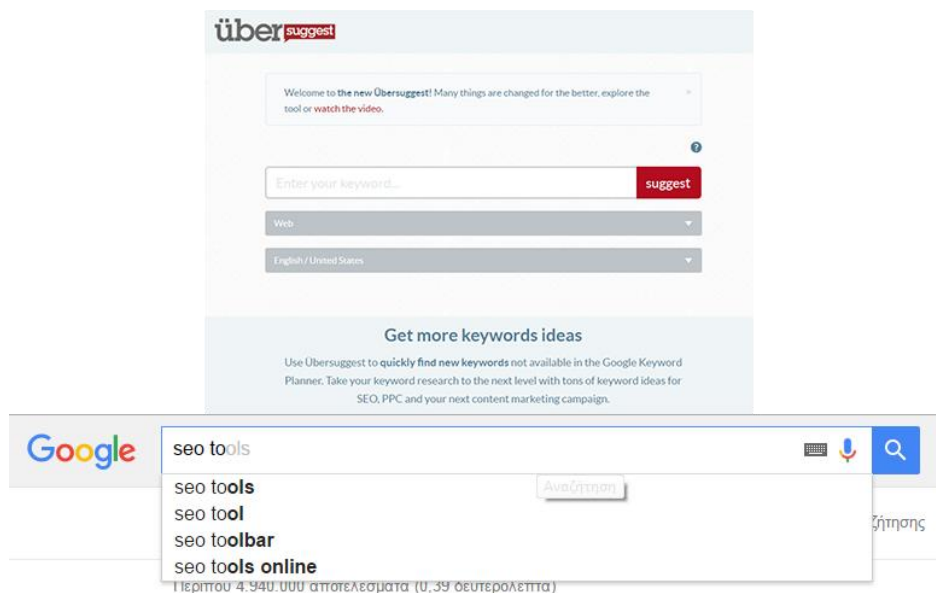 über suggest
Welcome to the new Übersuggest! Many things are changed for the better, explore the
tool or watch the video.
×
?
Enter your keyword...
suggest
Web
English / United States
Get more keywords ideas
Use Übersuggest to quickly find new keywords not available in the Google Keyword
Planner. Take your keyword research to the next level with tons of keyword ideas for
SEO, PPC and your next content marketing campaign.
Google
seo tools
seo tools
Αναζήτηση
seo tool
ζήτησης
seo toolbar
seo tools online
Περίπου 4.940.000 αποτελέσματα (0,39 δευτερόλεπτα)